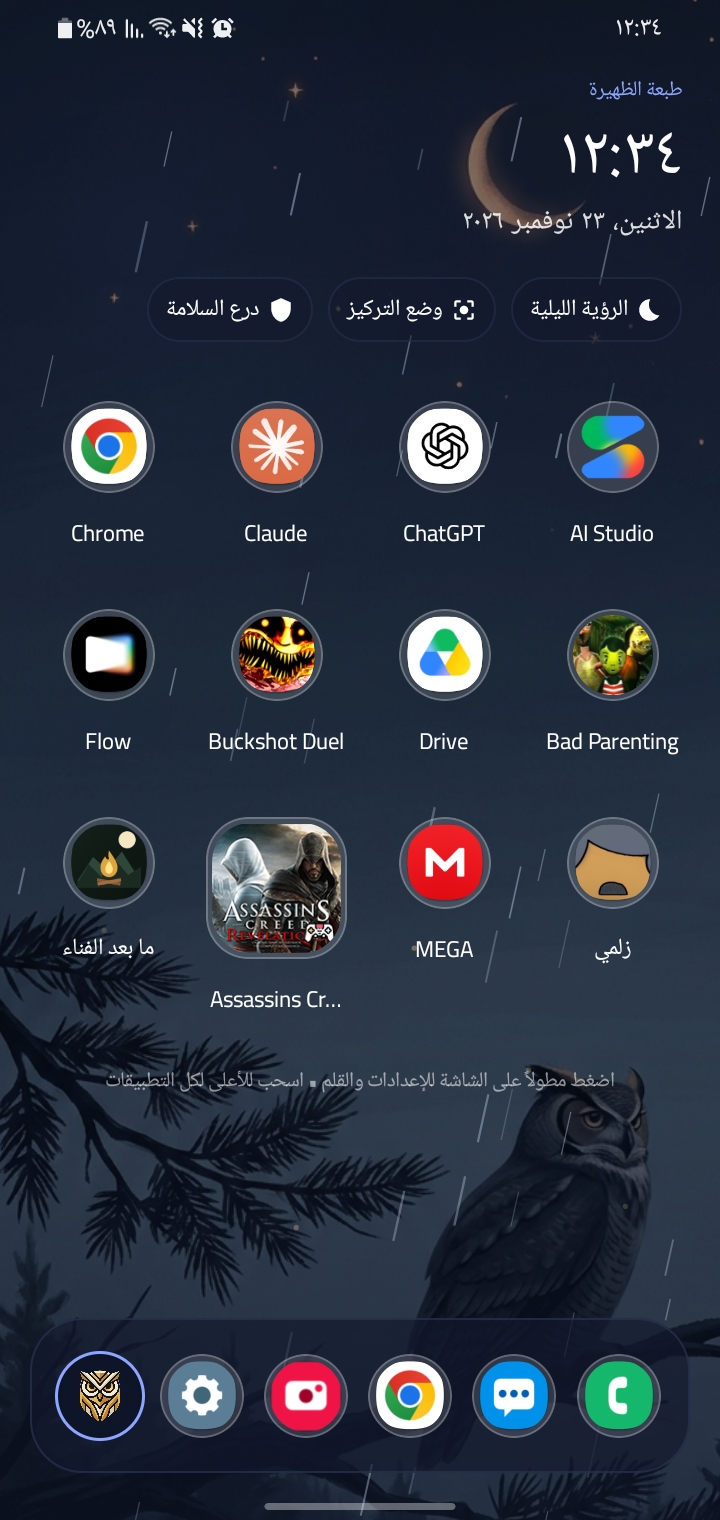 ١٢:٣٤
%٨٩
طبعة الظهيرة
١٢:٣٤
الاثنين، ٢٣ نوفمبر ٢٠٢٦
الرؤية الليلية
وضع التركيز
درع السلامة
Chrome
Claude
ChatGPT
AI Studio
Flow
Buckshot Duel
Drive
Bad Parenting
ما بعد الفناء
ASSASSIN'S
CREED
Assassins Cr...
MEGA
زلمي
اضغط مطولاً على الشاشة للإعدادات والقلم ▪ اسحب للأعلى لكل التطبيقات